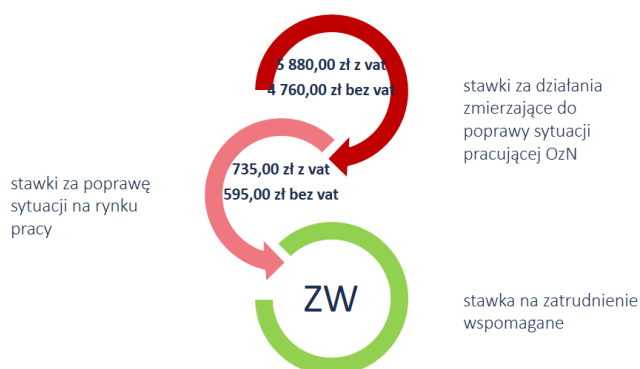 5 880,00 zł z vat
4 760,00 zł bez vat
stawki za działania
zmierzające do
poprawy sytuacji
pracującej OzN
735,00 zł z vat
595,00 zł bez vat
stawki za poprawę
sytuacji na rynku
pracy
ZW
stawka na zatrudnienie
wspomagane